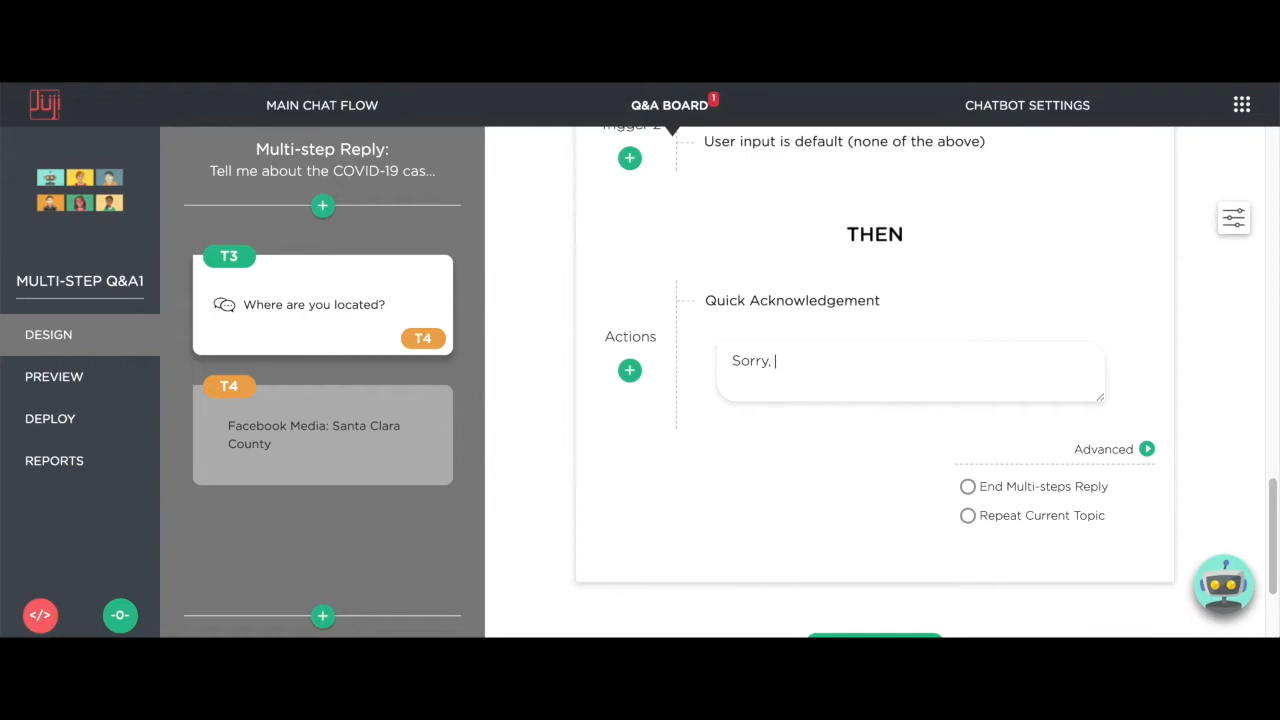 Jüji
MAIN CHAT FLOW
Q&A BOARD
1
CHATBOT SETTINGS
MULTI-STEP Q&A1
DESIGN
PREVIEW
DEPLOY
REPORTS
</>
-0-
Multi-step Reply:
Tell me about the COVID-19 cas...
T3
Where are you located?
T4
T4
Facebook Media: Santa Clara
County
Trigger 2
User input is default (none of the above)
THEN
Quick Acknowledgement
Actions
Sorry,
Advanced
End Multi-steps Reply
Repeat Current Topic